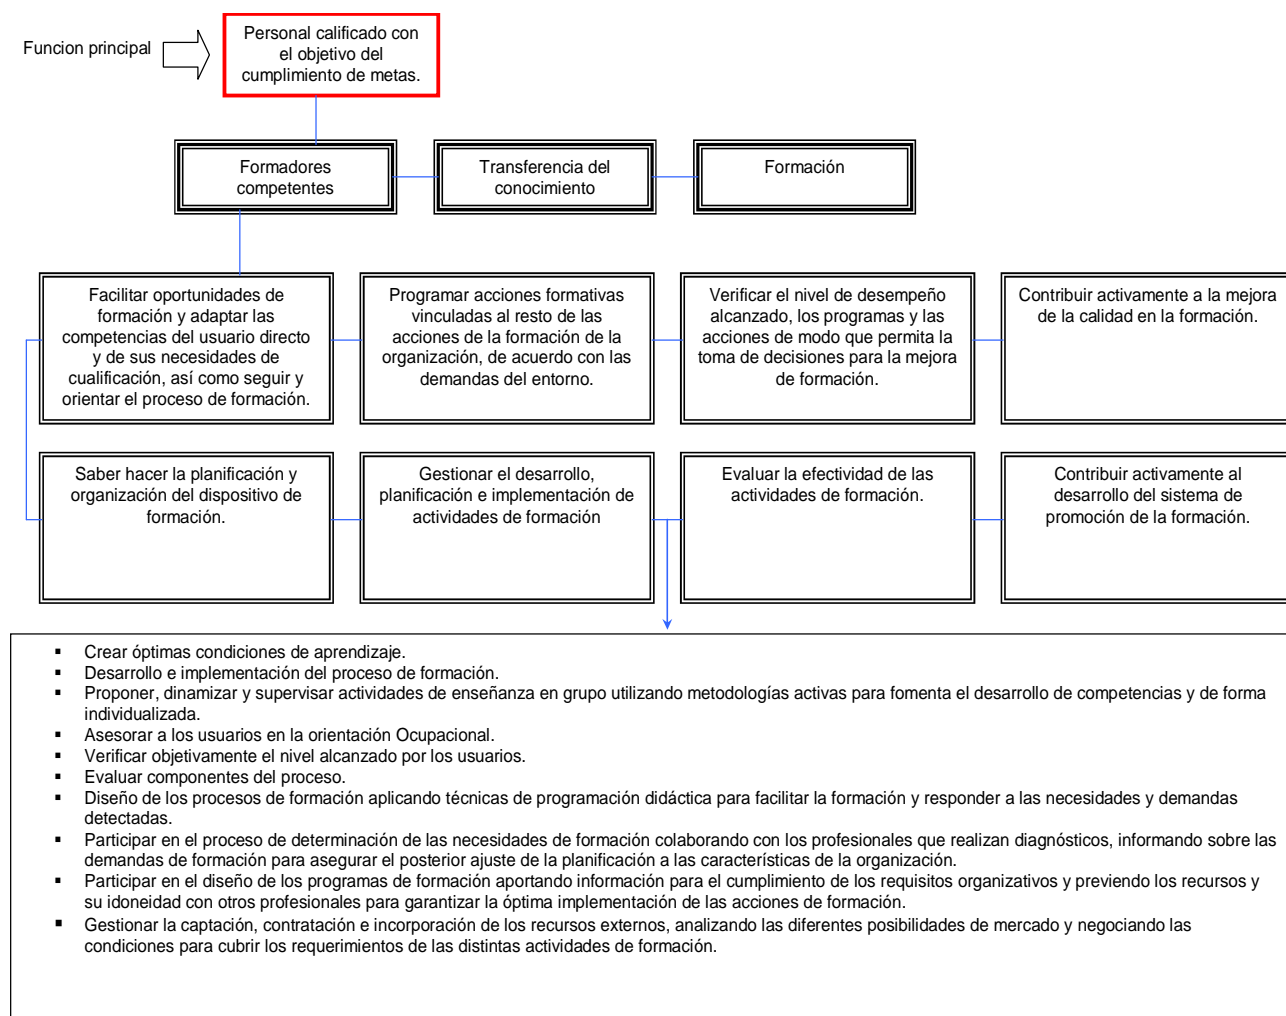 Funcion principal
Personal calificado con
el objetivo del
cumplimiento de metas.
Formadores
competentes
Transferencia del
conocimiento
Formación
Facilitar oportunidades de
formación y adaptar las
competencias del usuario directo
y de sus necesidades de
cualificación, así como seguir y
orientar el proceso de formación.
Programar acciones formativas
vinculadas al resto de las
acciones de la formación de la
organización, de acuerdo con las
demandas del entorno.
Verificar el nivel de desempeño
alcanzado, los programas y las
acciones de modo que permita la
toma de decisiones para la mejora
de formación.
Contribuir activamente a la mejora
de la calidad en la formación.
Saber hacer la planificación y
organización del dispositivo de
formación.
Gestionar el desarrollo,
planificación e implementación de
actividades de formación
Evaluar la efectividad de las
actividades de formación.
Contribuir activamente al
desarrollo del sistema de
promoción de la formación.
▪ Crear óptimas condiciones de aprendizaje.
▪ Desarrollo e implementación del proceso de formación.
▪ Proponer, dinamizar y supervisar actividades de enseñanza en grupo utilizando metodologías activas para fomenta el desarrollo de competencias y de forma
individualizada.
▪ Asesorar a los usuarios en la orientación Ocupacional.
▪ Verificar objetivamente el nivel alcanzado por los usuarios.
▪ Evaluar componentes del proceso.
▪ Diseño de los procesos de formación aplicando técnicas de programación didáctica para facilitar la formación y responder a las necesidades y demandas
detectadas.
▪ Participar en el proceso de determinación de las necesidades de formación colaborando con los profesionales que realizan diagnósticos, informando sobre las
demandas de formación para asegurar el posterior ajuste de la planificación a las características de la organización.
▪ Participar en el diseño de los programas de formación aportando información para el cumplimiento de los requisitos organizativos y previendo los recursos y
su idoneidad con otros profesionales para garantizar la óptima implementación de las acciones de formación.
▪ Gestionar la captación, contratación e incorporación de los recursos externos, analizando las diferentes posibilidades de mercado y negociando las
condiciones para cubrir los requerimientos de las distintas actividades de formación.